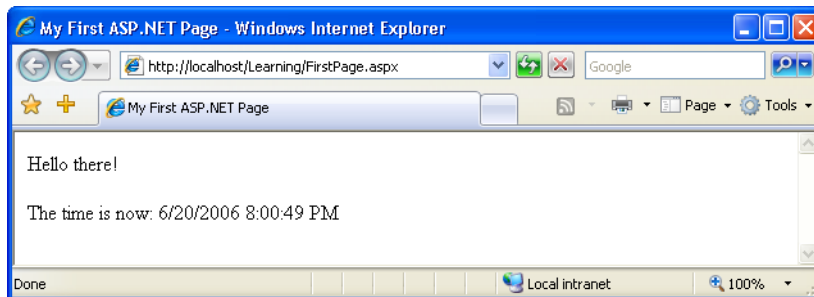 My First ASP.NET Page - Windows Internet Explorer
http://localhost/Learning/FirstPage.aspx
Google
My First ASP.NET Page
Page
Tools
Hello there!
The time is now: 6/20/2006 8:00:49 PM
Done
Local intranet
100%